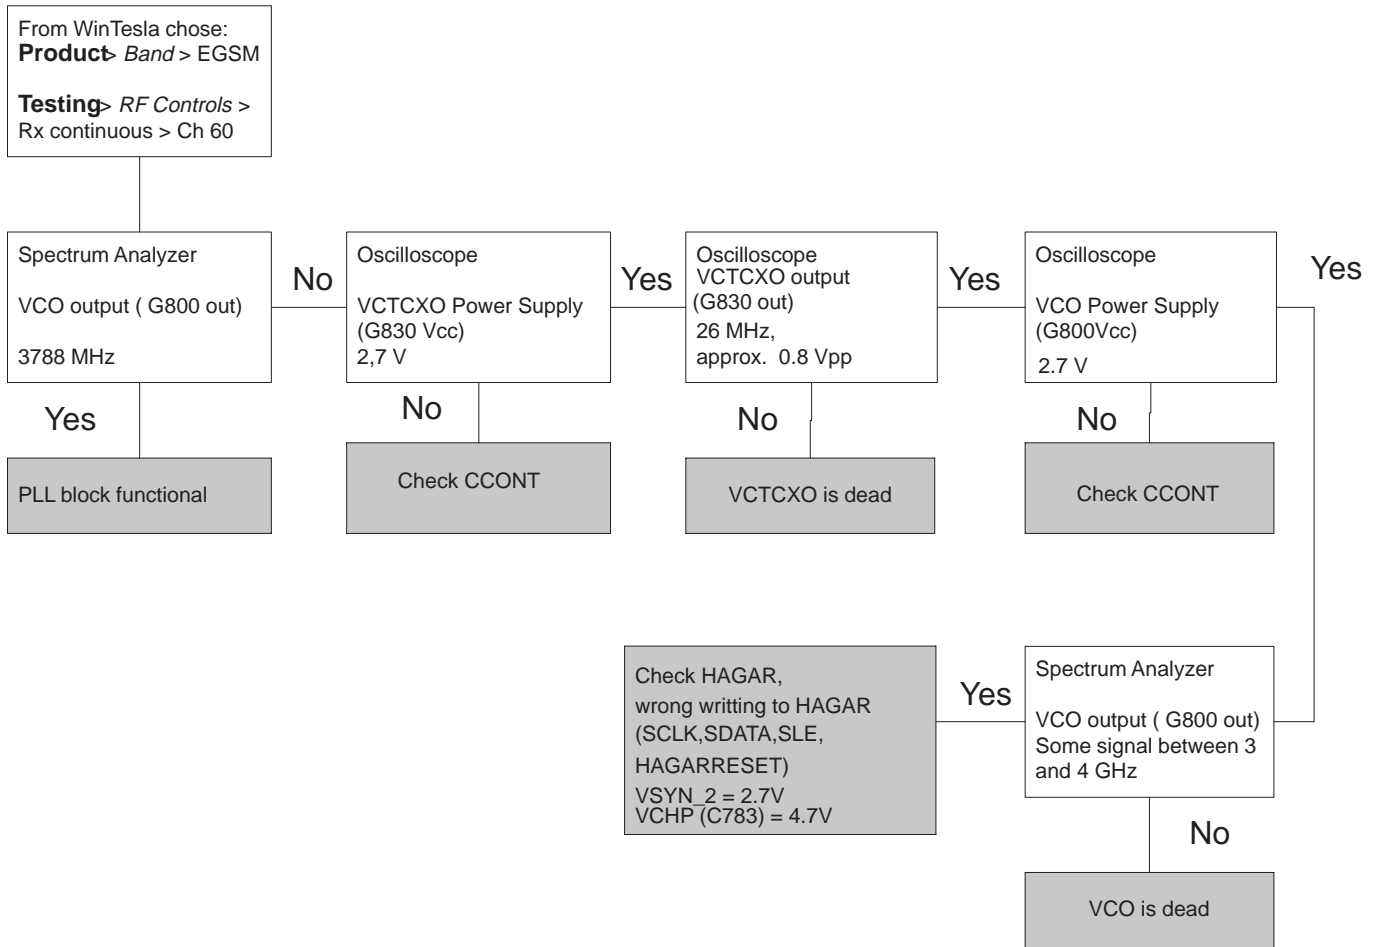 From WinTesla chose:
Product> Band > EGSM
Testing> RF Controls >
Rx continuous > Ch 60
Spectrum Analyzer
VCO output ( G800 out)
3788 MHz
No
Oscilloscope
VCTCXO Power Supply
(G830 Vcc)
2,7 V
Yes
Oscilloscope
VCTCXO output
(G830 out)
26 MHz,
approx. 0.8 Vpp
Yes
Oscilloscope
VCO Power Supply
(G800Vcc)
2.7 V
Yes
Yes
No
No
No
PLL block functional
Check CCONT
VCTCXO is dead
Check CCONT
Check HAGAR,
wrong writting to HAGAR
(SCLK,SDATA,SLE,
HAGARRESET)
VSYN_2 = 2.7V
VCHP (C783) = 4.7V
Yes
Spectrum Analyzer
VCO output ( G800 out)
Some signal between 3
and 4 GHz
No
VCO is dead